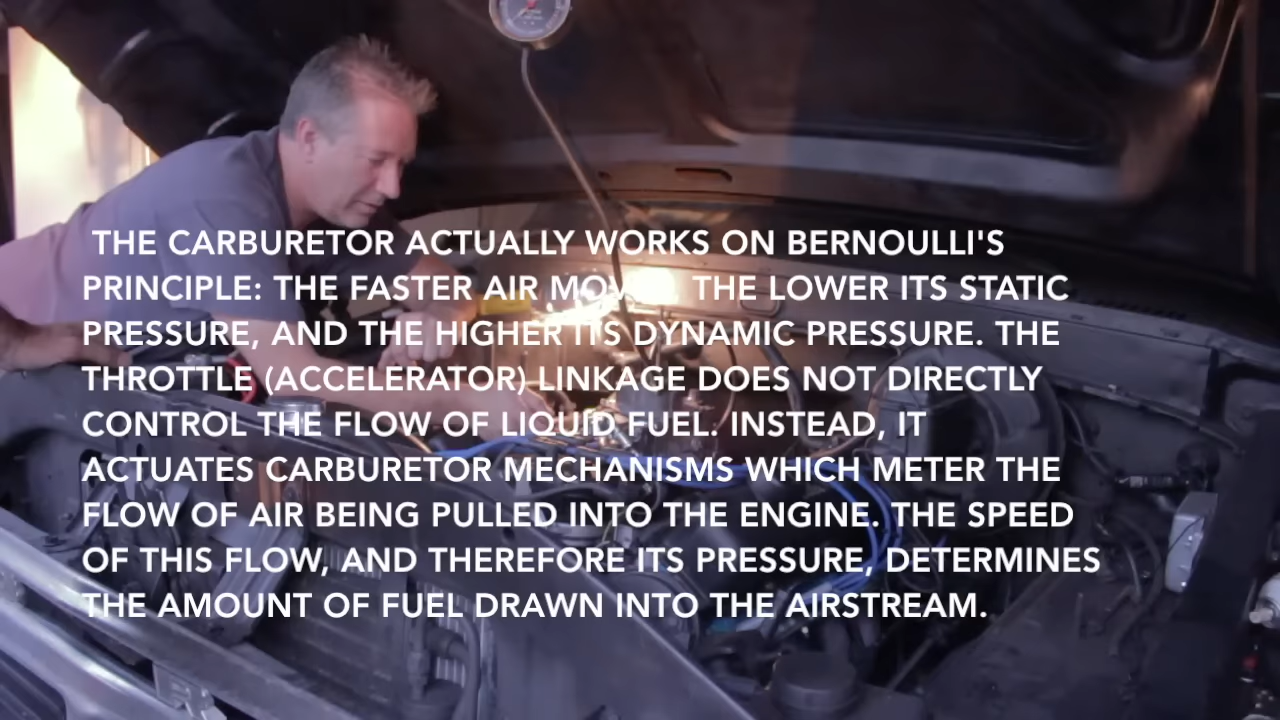 THE CARBURETOR ACTUALLY WORKS ON BERNOULLI'S
PRINCIPLE: THE FASTER AIR MOVES, THE LOWER ITS STATIC
PRESSURE, AND THE HIGHER ITS DYNAMIC PRESSURE. THE
THROTTLE (ACCELERATOR) LINKAGE DOES NOT DIRECTLY
CONTROL THE FLOW OF LIQUID FUEL. INSTEAD, IT
ACTUATES CARBURETOR MECHANISMS WHICH METER THE
FLOW OF AIR BEING PULLED INTO THE ENGINE. THE SPEED
OF THIS FLOW, AND THEREFORE ITS PRESSURE, DETERMINES
THE AMOUNT OF FUEL DRAWN INTO THE AIRSTREAM.